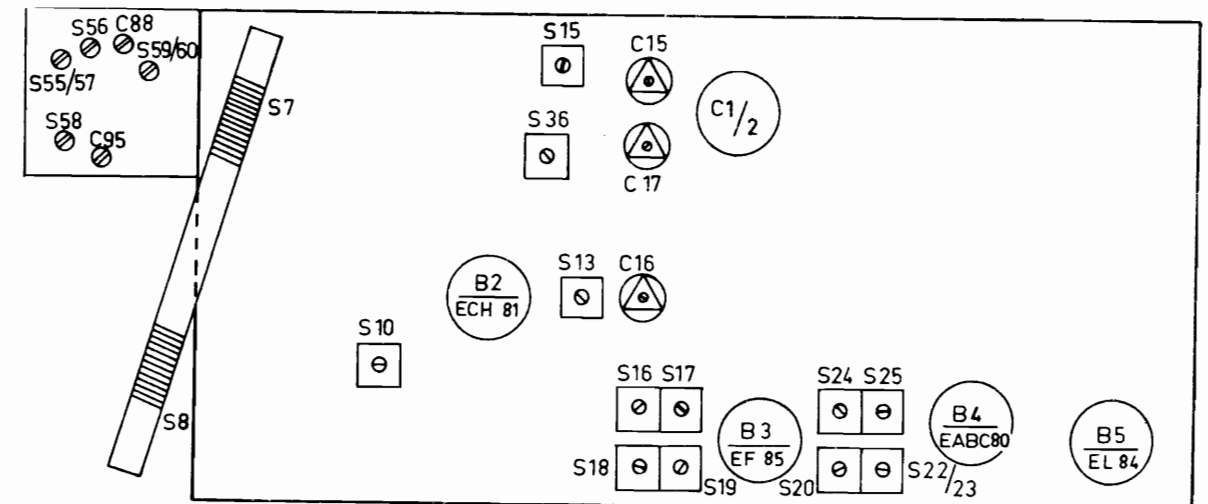 S56 C88
S59/60
S55/57
S58
C95
S7
S15
C15
C1/2
S36
C17
B2
ECH 81
S13
C16
S10
S8
S16 S17
S24 S25
B3
EF 85
B4
EABC80
B5
EL 84
S18
S19
S20
S22/23